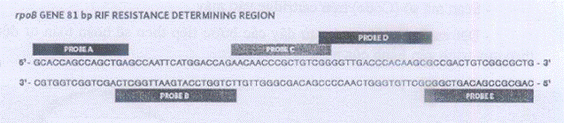 rpoB GENE 81 bp RIF RESISTANCE DETERMINING REGION
PROBE A PROBE C PROBE D
5'- GCACCAGCCAGCTGAGCCAATTCATGGACCAGAACAACCCGCTGTCGGGGTTGACCCACAAGCGCCGACTGTCGGCGCTG - 3'
3'- CGTGGTCGGTCGACTCGGTTAAGTACCTGGTCTTGTTGGGCGACAGCCCCAACTGGGTGTTCGCGGCTGACAGCCGCGAC - 5'
PROBE B PROBE E